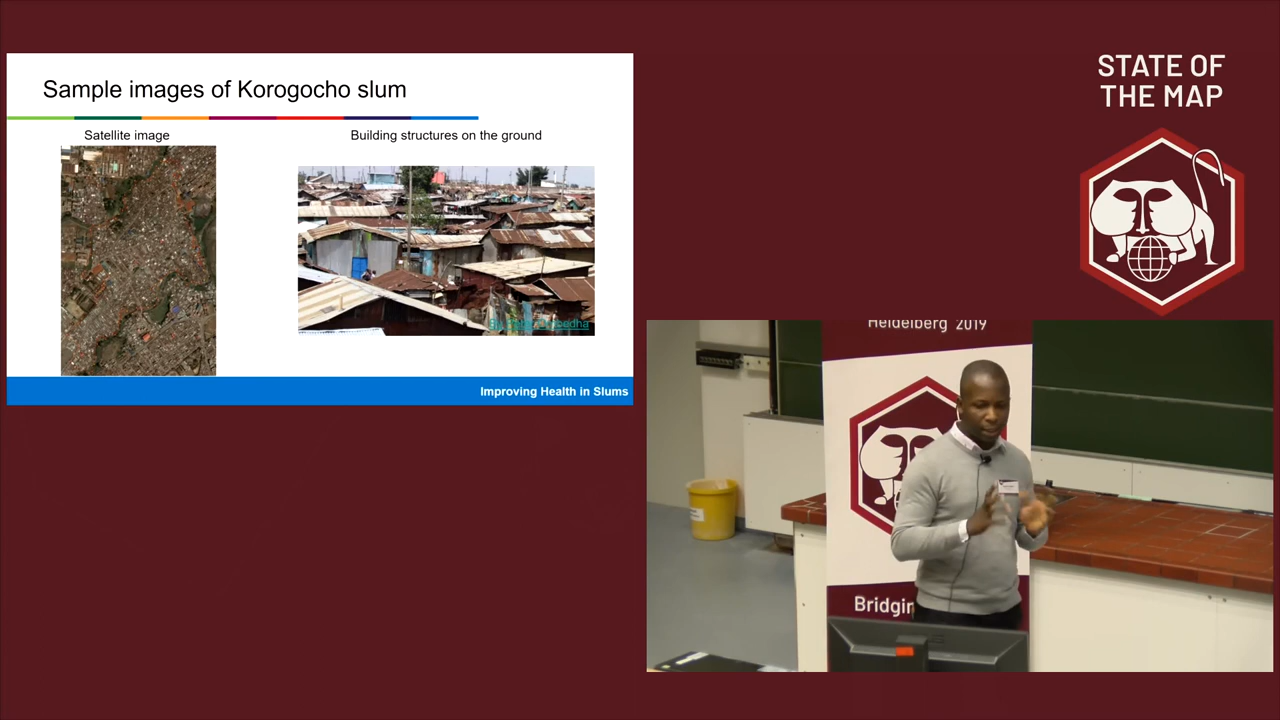 Sample images of Korogocho slum
Satellite image
Building structures on the ground
Improving Health in Slums
STATE OF
THE MAP
Heidelberg 2019
Bridgin